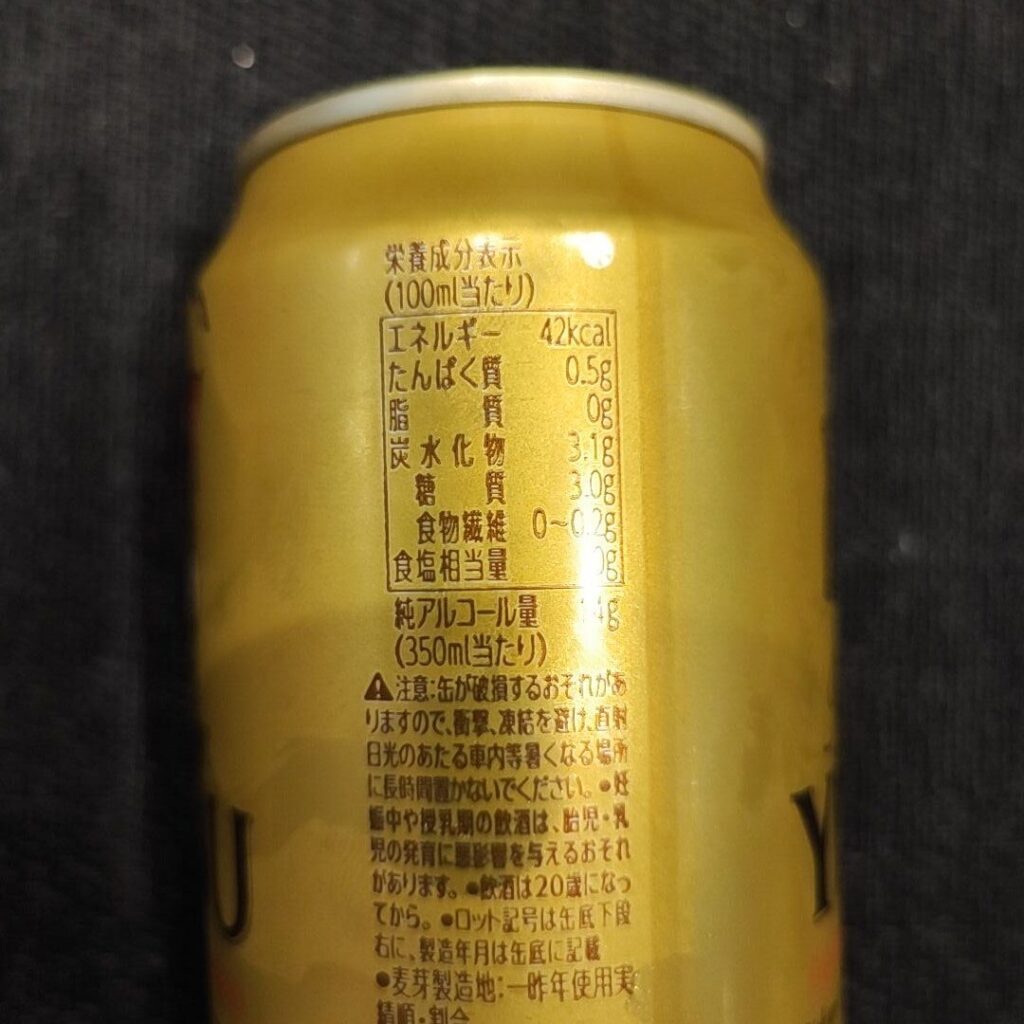 栄養成分表示
(100ml当たり)
エネルギー 42kcal
たんぱく質 0.5g
脂質 0g
炭水化物 3.1g
糖質 3.0g
食物繊維 0～0.2g
食塩相当量 0g
純アルコール量 14g
(350ml当たり)
注意:缶が破損するおそれがあ
りますので、衝撃、凍結を避け、直射
日光のあたる車内等暑くなる場所
に長時間置かないでください。●妊
娠中や授乳期の飲酒は、胎児・乳
児の発育に悪影響を与えるおそれ
があります。●飲酒は20歳になっ
てから。●ロット記号は缶底下段
右に、製造年月は缶底に記載
●麦芽製造地:一昨年使用実
績順・割合
U
Y